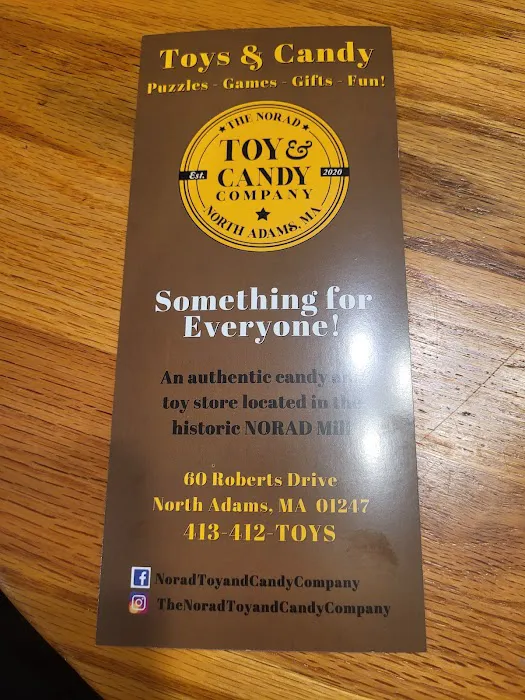 Toys & Candy
Puzzles - Games - Gifts - Fun!
★ THE NORAD ★
TOY &
Est. CANDY 2020
COMPANY
NORTH ADAMS, MA
Something for
Everyone!
An authentic candy and
toy store located in the
historic NORAD Mill
60 Roberts Drive
North Adams, MA 01247
413-412-TOYS
NoradToyandCandyCompany
TheNoradToyandCandyCompany